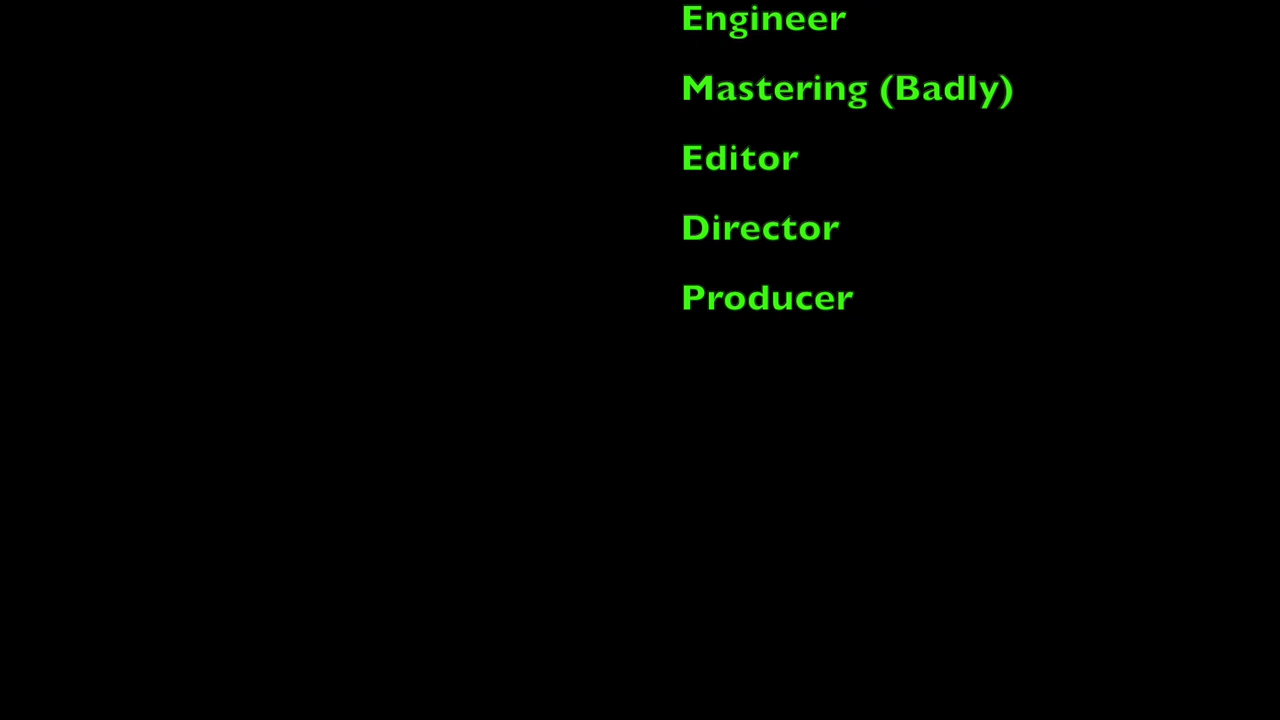 Engineer
Mastering (Badly)
Editor
Director
Producer